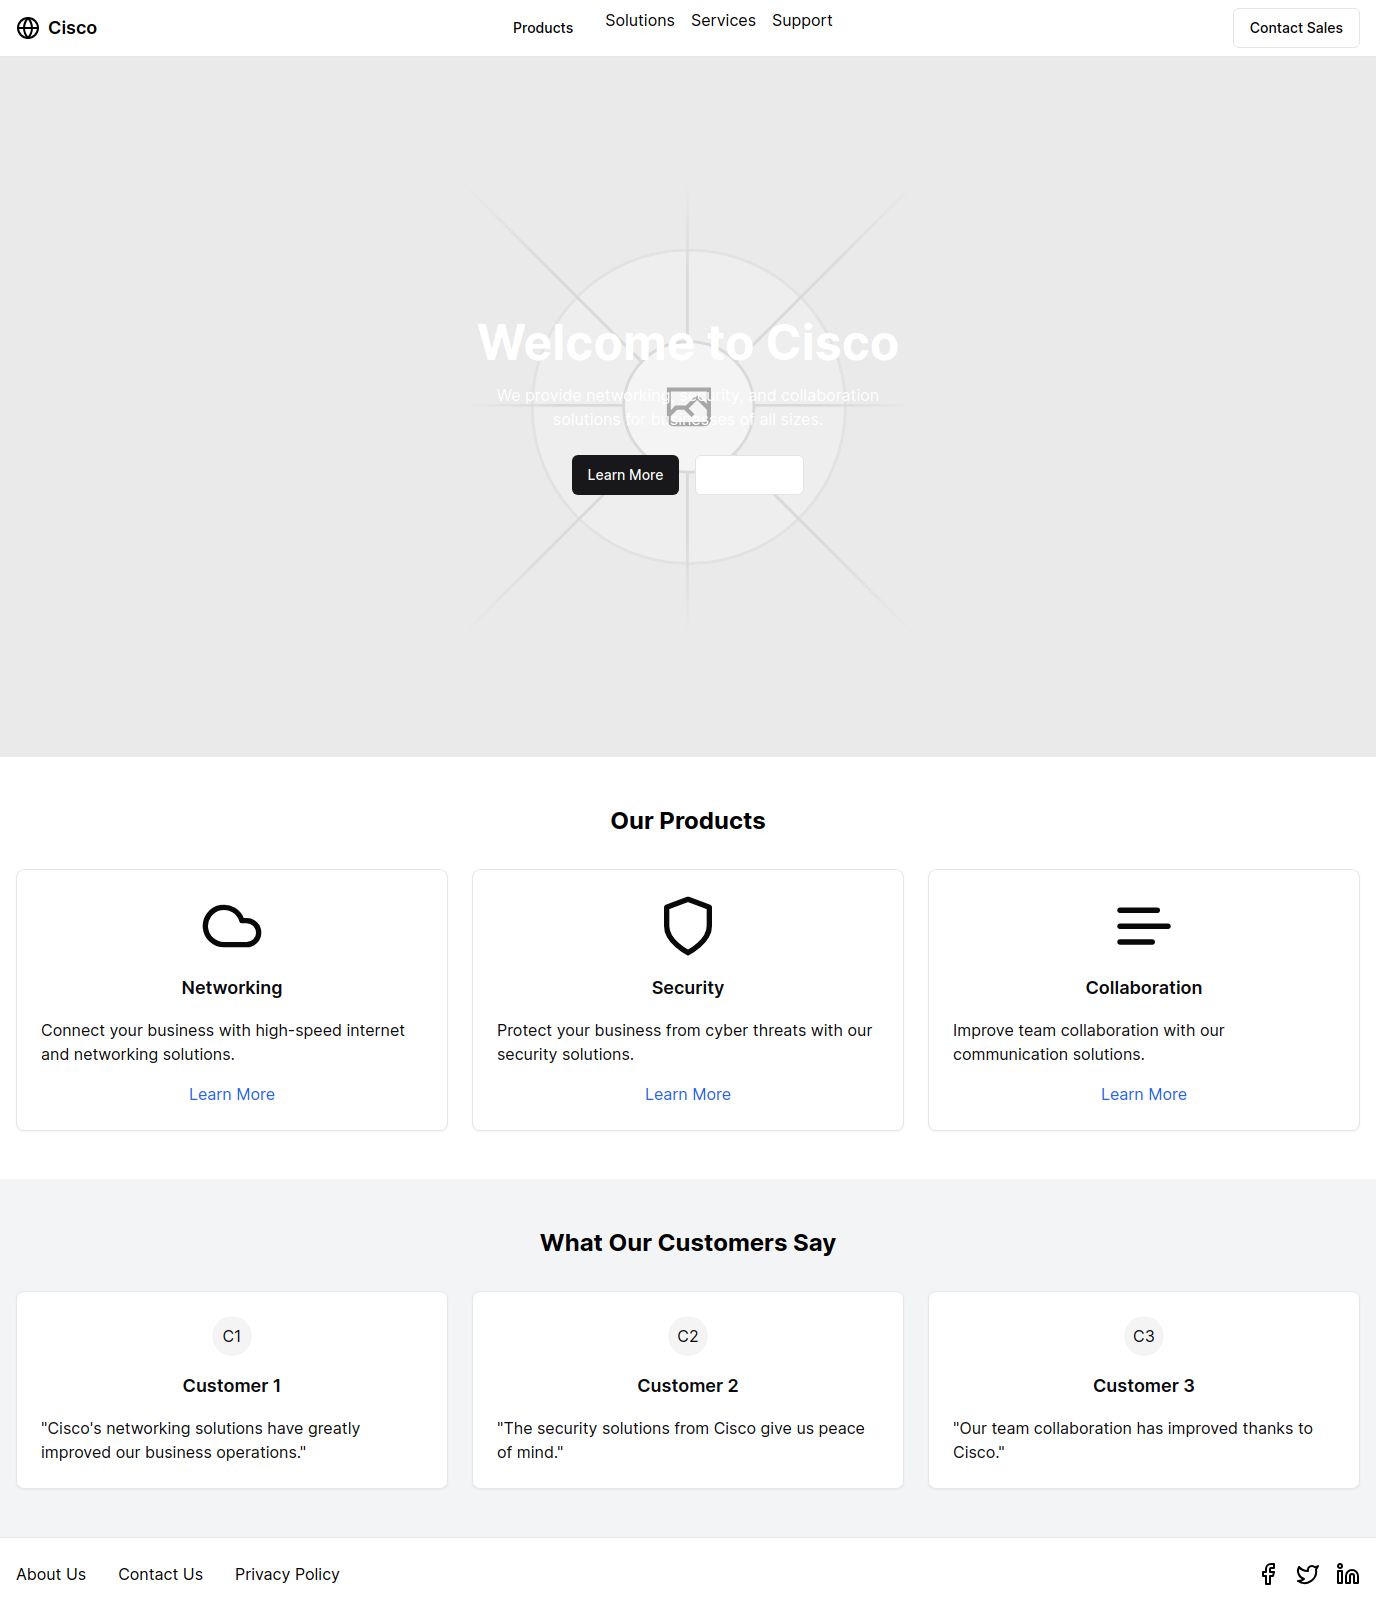 Cisco
Products Solutions Services Support
Contact Sales
Welcome to Cisco
We provide networking, security, and collaboration
solutions for businesses of all sizes.
Learn More
Our Products
Networking
Connect your business with high-speed internet
and networking solutions.
Learn More
Security
Protect your business from cyber threats with our
security solutions.
Learn More
Collaboration
Improve team collaboration with our
communication solutions.
Learn More
What Our Customers Say
C1
Customer 1
"Cisco's networking solutions have greatly
improved our business operations."
C2
Customer 2
"The security solutions from Cisco give us peace
of mind."
C3
Customer 3
"Our team collaboration has improved thanks to
Cisco."
About Us Contact Us Privacy Policy